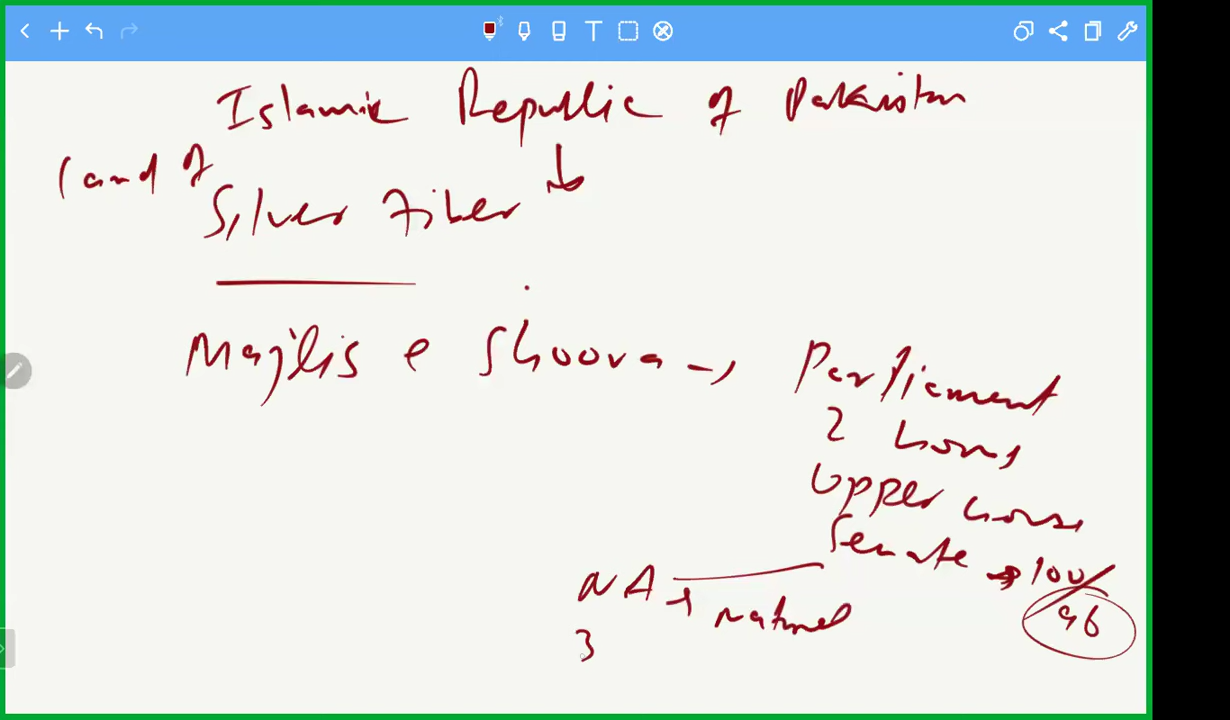 Islamic Republic of Pakistan
land of
Silver Fiber
Majlis e Shoora → Parliament
2 hous
Upper house
Senate → 100
96
NA → national
3
T